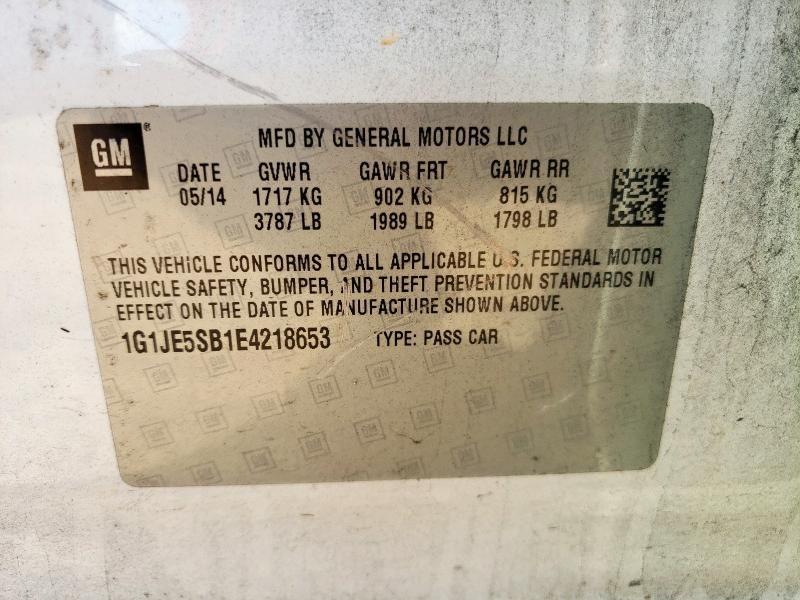 GM®
MFD BY GENERAL MOTORS LLC
DATE GVWR GAWR FRT GAWR RR
05/14 1717 KG 902 KG 815 KG
3787 LB 1989 LB 1798 LB
THIS VEHICLE CONFORMS TO ALL APPLICABLE U.S. FEDERAL MOTOR
VEHICLE SAFETY, BUMPER, AND THEFT PREVENTION STANDARDS IN
EFFECT ON THE DATE OF MANUFACTURE SHOWN ABOVE.
1G1JE5SB1E4218653 TYPE: PASS CAR